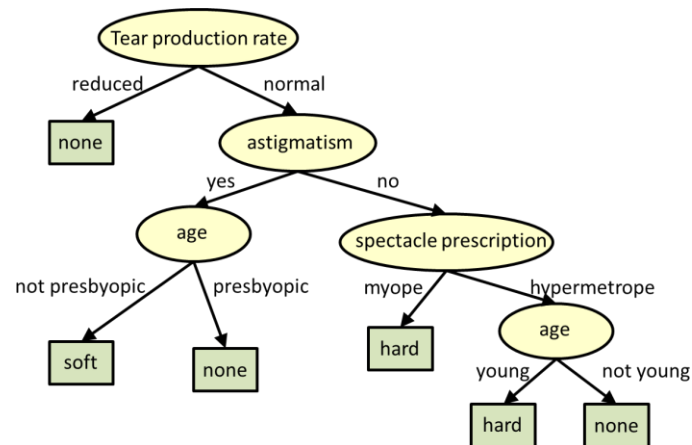 Tear production rate
reduced
normal
none
astigmatism
yes
no
age
spectacle prescription
not presbyopic
presbyopic
myope
hypermetrope
soft
none
hard
age
young
not young
hard
none